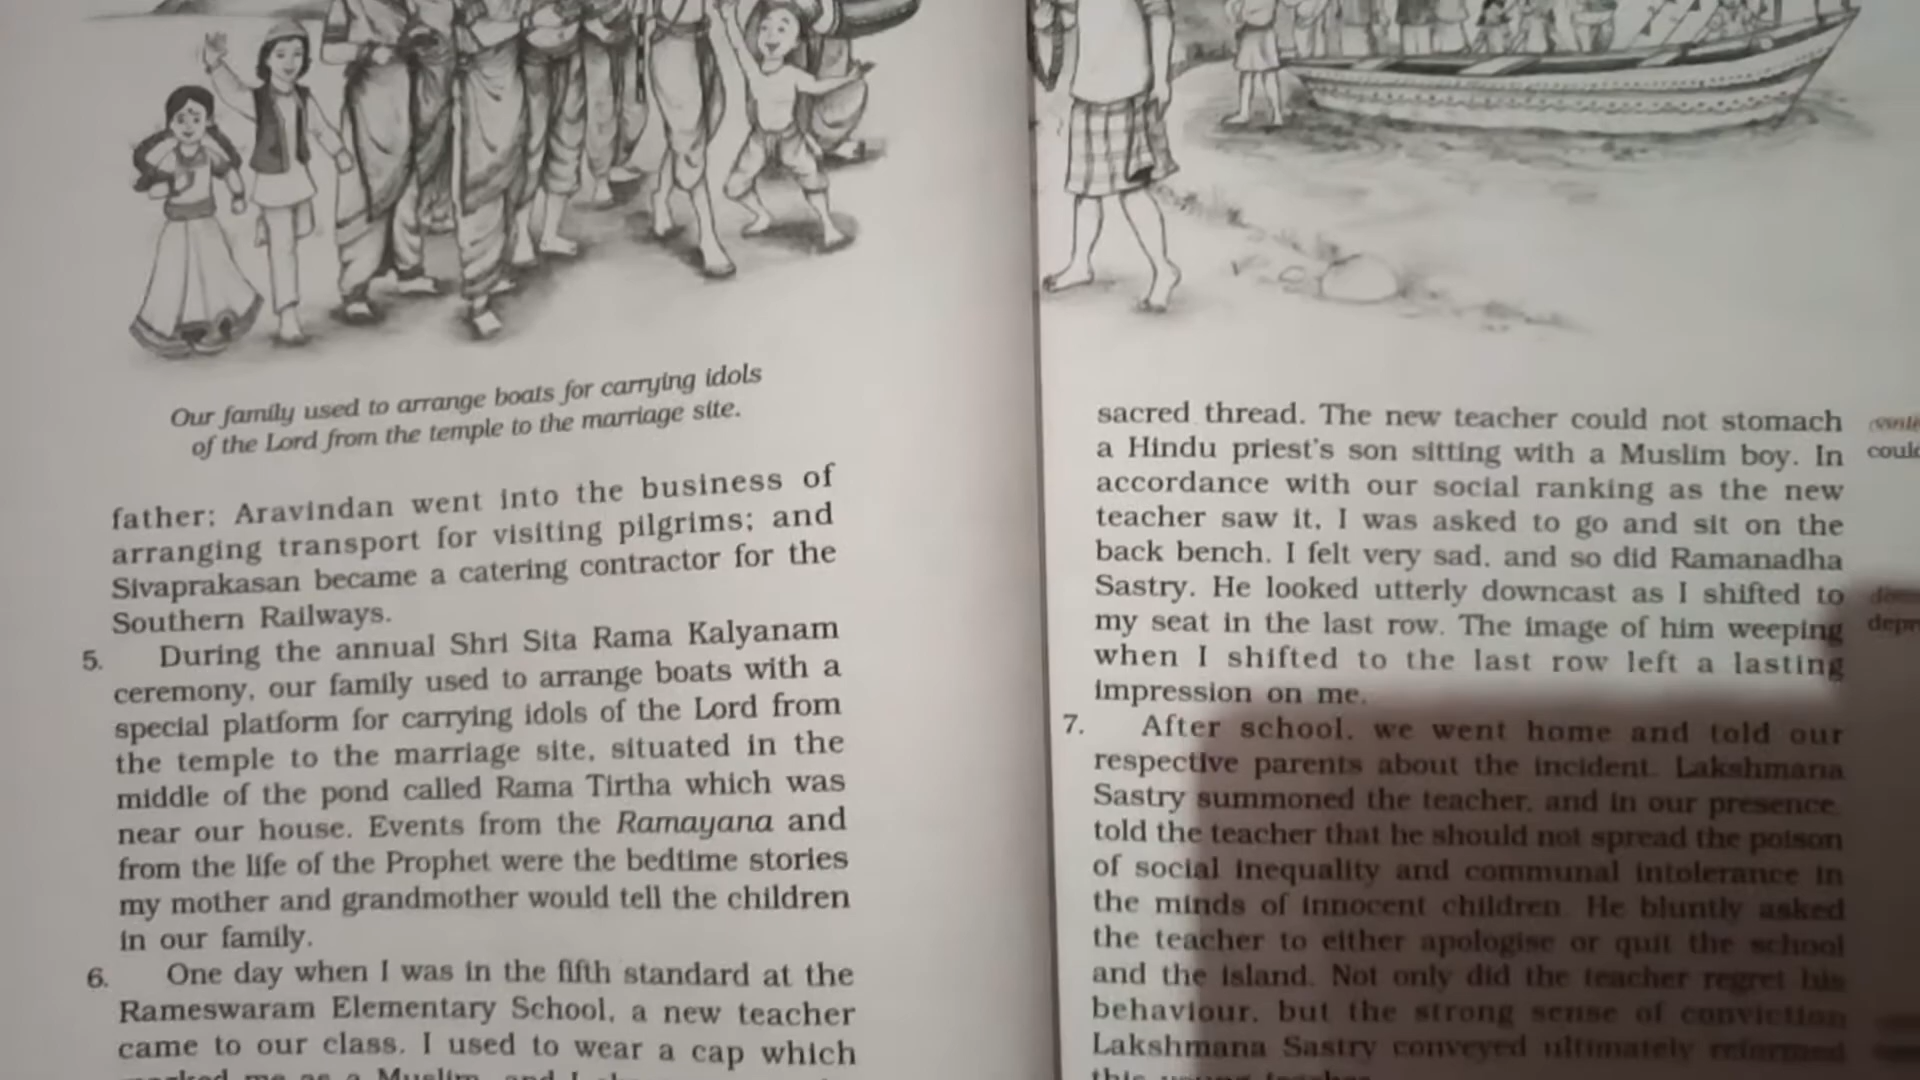 Our family used to arrange boats for carrying idols
of the Lord from the temple to the marriage site.
father; Aravindan went into the business of
arranging transport for visiting pilgrims; and
Sivaprakasan became a catering contractor for the
Southern Railways.
5. During the annual Shri Sita Rama Kalyanam
ceremony, our family used to arrange boats with a
special platform for carrying idols of the Lord from
the temple to the marriage site, situated in the
middle of the pond called Rama Tirtha which was
near our house. Events from the Ramayana and
from the life of the Prophet were the bedtime stories
my mother and grandmother would tell the children
in our family.
6. One day when I was in the fifth standard at the
Rameswaram Elementary School, a new teacher
came to our class. I used to wear a cap which
me as a Muslim, and I
sacred thread. The new teacher could not stomach
a Hindu priest's son sitting with a Muslim boy. In
accordance with our social ranking as the new
teacher saw it, I was asked to go and sit on the
back bench. I felt very sad, and so did Ramanadha
Sastry. He looked utterly downcast as I shifted to
my seat in the last row. The image of him weeping
when I shifted to the last row left a lasting
impression on me.
7. After school, we went home and told our
respective parents about the incident. Lakshmana
Sastry summoned the teacher, and in our presence,
told the teacher that he should not spread the poison
of social inequality and communal intolerance in
the minds of innocent children. He bluntly asked
the teacher to either apologise or quit the school
and the island. Not only did the teacher regret his
behaviour, but the strong sense of conviction
Lakshmana Sastry conveyed ultimately reformed
this young teacher.